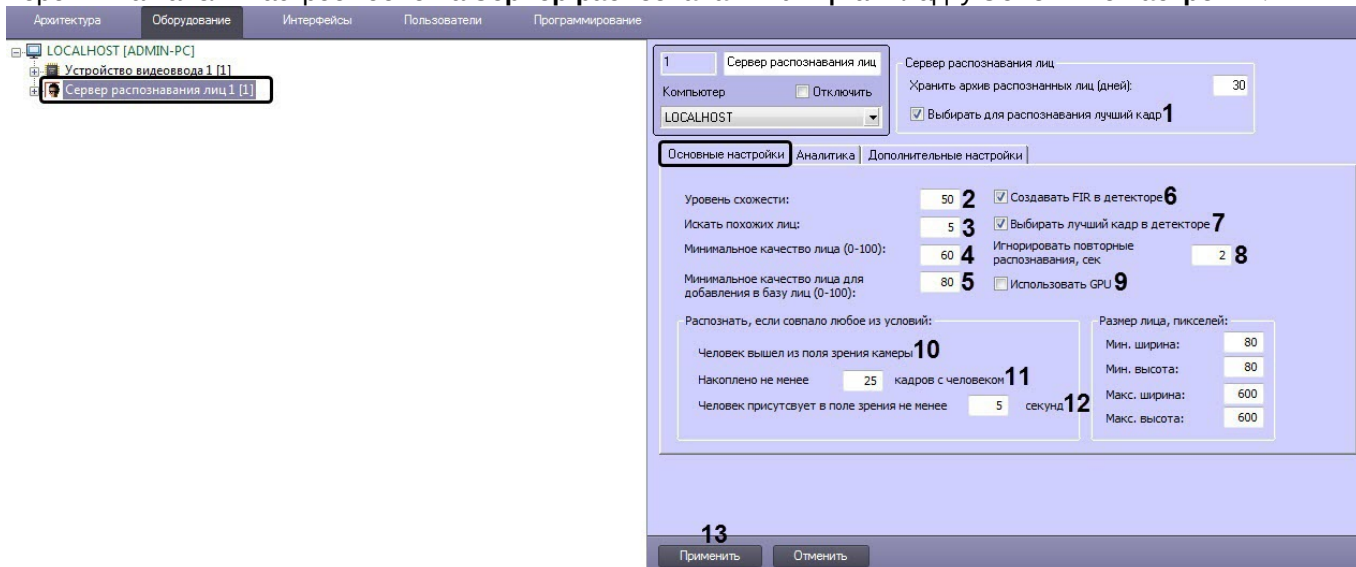 Архитектура Оборудование Интерфейсы Пользователи Программирование
LOCALHOST [ADMIN-PC]
Устройство видеоввода 1 [1]
Сервер распознавания лиц 1 [1]
1 Сервер распознавания лиц
Компьютер Отключить
LOCALHOST
Сервер распознавания лиц
Хранить архив распознанных лиц (дней): 30
Выбирать для распознавания лучший кадр 1
Основные настройки Аналитика Дополнительные настройки
Уровень схожести: 50 2
Создавать FIR в детекторе 6
Искать похожих лиц: 5 3
Выбирать лучший кадр в детекторе 7
Минимальное качество лица (0-100): 60 4
Игнорировать повторные
распознавания, сек 2 8
Минимальное качество лица для
добавления в базу лиц (0-100): 80 5
Использовать GPU 9
Распознать, если совпало любое из условий:
Человек вышел из поля зрения камеры 10
Накоплено не менее 25 кадров с человеком 11
Человек присутсвует в поле зрения не менее 5 секунд 12
Размер лица, пикселей:
Мин. ширина: 80
Мин. высота: 80
Макс. ширина: 600
Макс. высота: 600
13
Применить Отменить